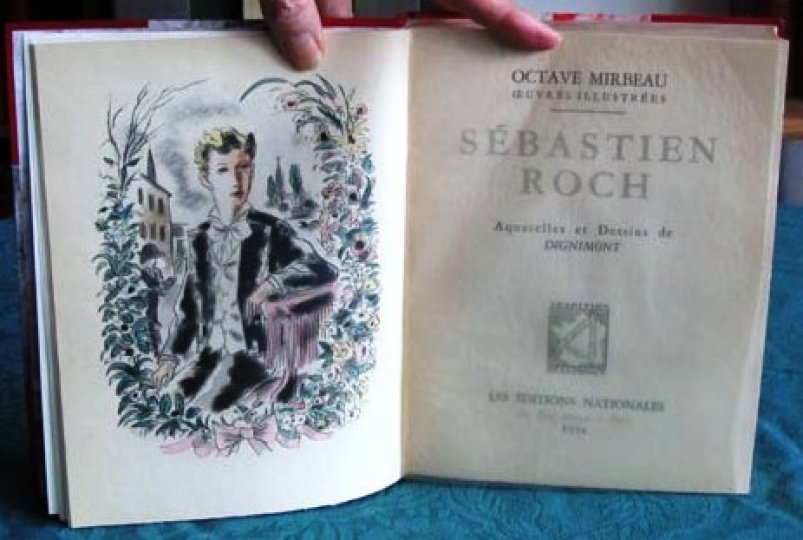 OCTAVE MIRBEAU
ŒUVRES ILLUSTRÉES
SÉBASTIEN
ROCH
Aquarelles et Dessins de
DIGNIMONT
LES ÉDITIONS NATIONALES